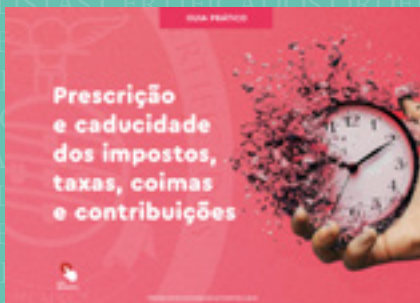 GUIA PRÁTICO
Prescrição
e caducidade
dos impostos,
taxas, coimas
e contribuições